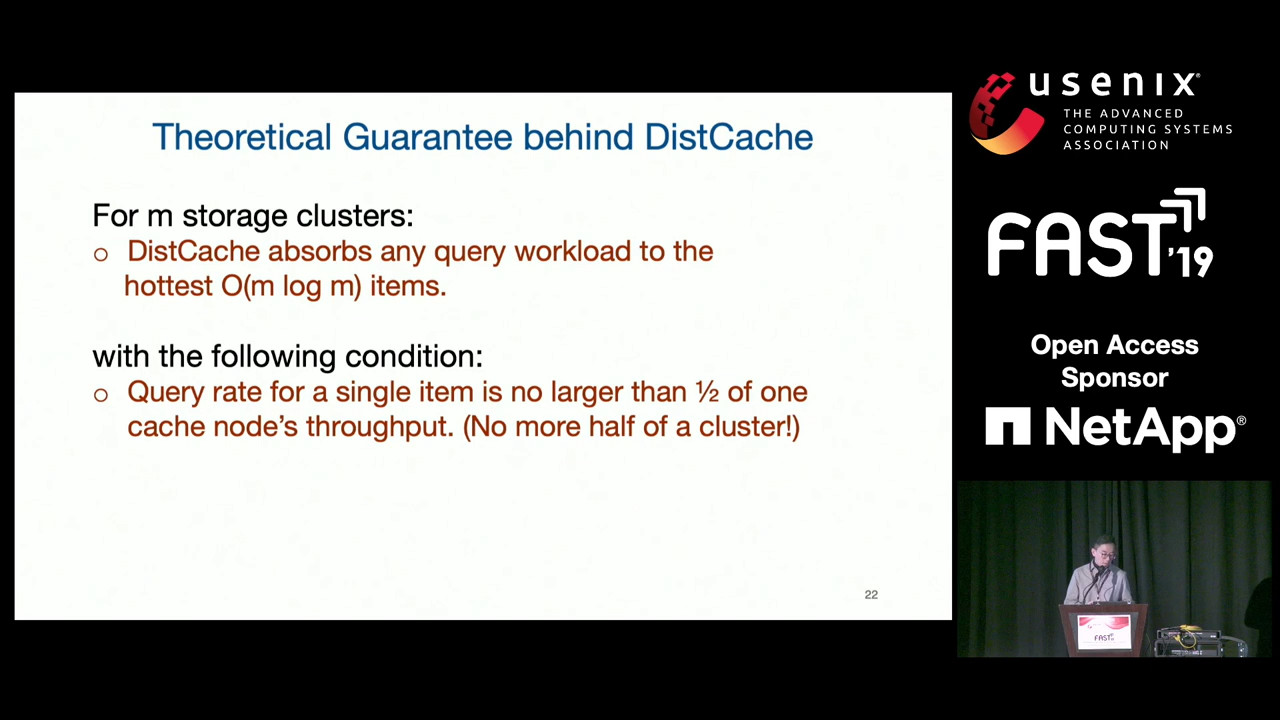 Theoretical Guarantee behind DistCache
For m storage clusters:
o DistCache absorbs any query workload to the
hottest O(m log m) items.
with the following condition:
o Query rate for a single item is no larger than ½ of one
cache node's throughput. (No more half of a cluster!)
22
usenix®
THE ADVANCED
COMPUTING SYSTEMS
ASSOCIATION
FAST '19
Open Access
Sponsor
NetApp®
FAST